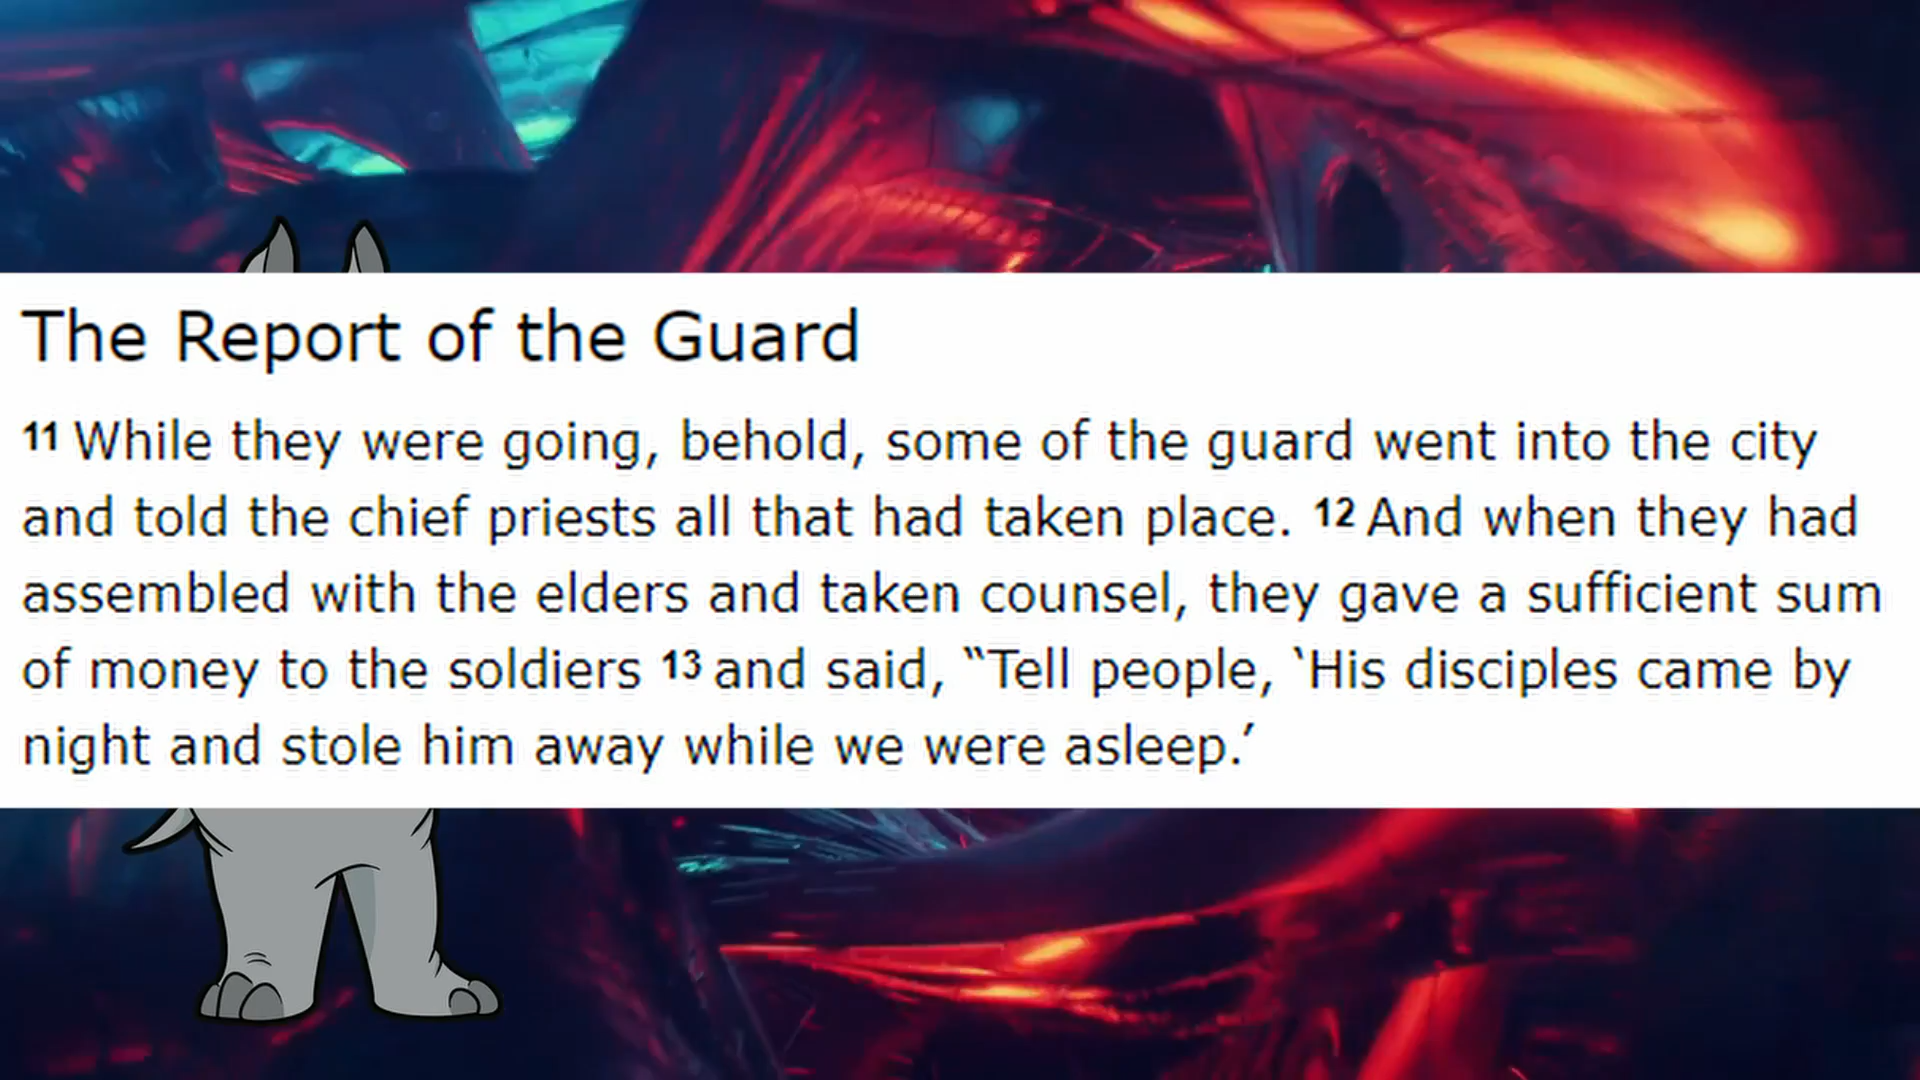 The Report of the Guard
11 While they were going, behold, some of the guard went into the city
and told the chief priests all that had taken place. 12 And when they had
assembled with the elders and taken counsel, they gave a sufficient sum
of money to the soldiers 13 and said, “Tell people, ‘His disciples came by
night and stole him away while we were asleep.’